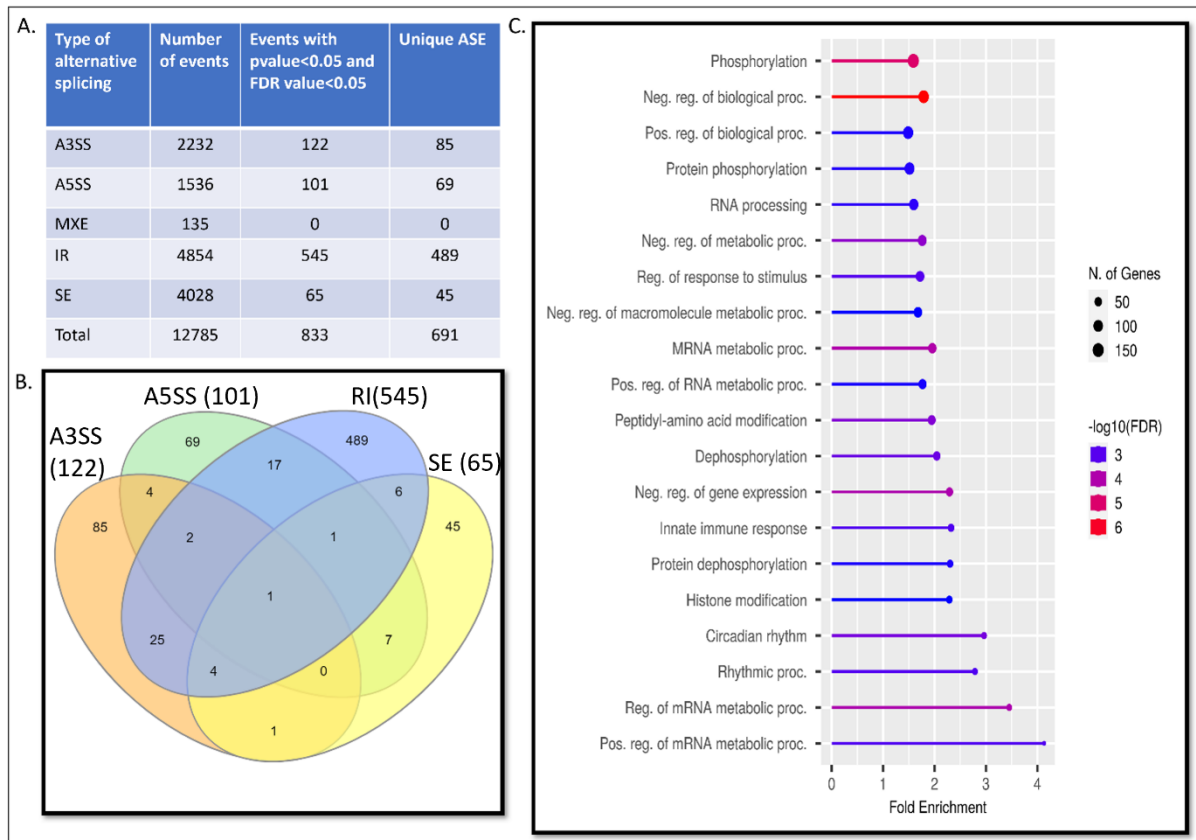 A.
Type of alternative splicing
Number of events
Events with pvalue<0.05 and FDR value<0.05
Unique ASE
A3SS 2232 122 85
A5SS 1536 101 69
MXE 135 0 0
IR 4854 545 489
SE 4028 65 45
Total 12785 833 691
B.
A5SS (101)
RI(545)
A3SS
(122)
SE (65)
69
489
17
4
6
85
2
1
45
1
25
7
4
0
1
C.
Phosphorylation
Neg. reg. of biological proc.
Pos. reg. of biological proc.
Protein phosphorylation
RNA processing
Neg. reg. of metabolic proc.
Reg. of response to stimulus
Neg. reg. of macromolecule metabolic proc.
MRNA metabolic proc.
Pos. reg. of RNA metabolic proc.
Peptidyl-amino acid modification
Dephosphorylation
Neg. reg. of gene expression
Innate immune response
Protein dephosphorylation
Histone modification
Circadian rhythm
Rhythmic proc.
Reg. of mRNA metabolic proc.
Pos. reg. of mRNA metabolic proc.
0 1 2 3 4
Fold Enrichment
N. of Genes
50
100
150
-log10(FDR)
3
4
5
6